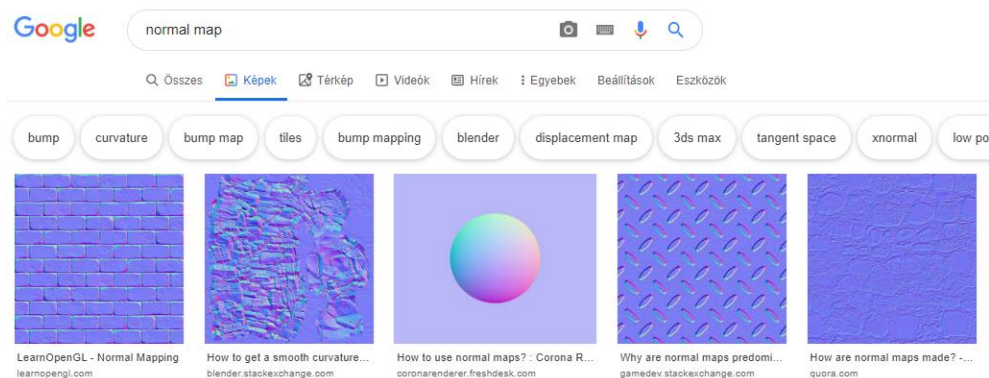 Google normal map
Összes Képek Térkép Videók Hírek Egyebek Beállítások Eszközök
bump curvature bump map tiles bump mapping blender displacement map 3ds max tangent space xnormal low po
LearnOpenGL - Normal Mapping How to get a smooth curvature... How to use normal maps? : Corona R... Why are normal maps predomi... How are normal maps made? -...
learnopengl.com blender.stackexchange.com coronarenderer.freshdesk.com gamedev.stackexchange.com quora.com